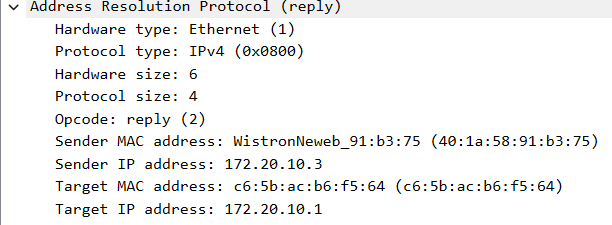 Address Resolution Protocol (reply)
Hardware type: Ethernet (1)
Protocol type: IPv4 (0x0800)
Hardware size: 6
Protocol size: 4
Opcode: reply (2)
Sender MAC address: WistronNeweb_91:b3:75 (40:1a:58:91:b3:75)
Sender IP address: 172.20.10.3
Target MAC address: c6:5b:ac:b6:f5:64 (c6:5b:ac:b6:f5:64)
Target IP address: 172.20.10.1